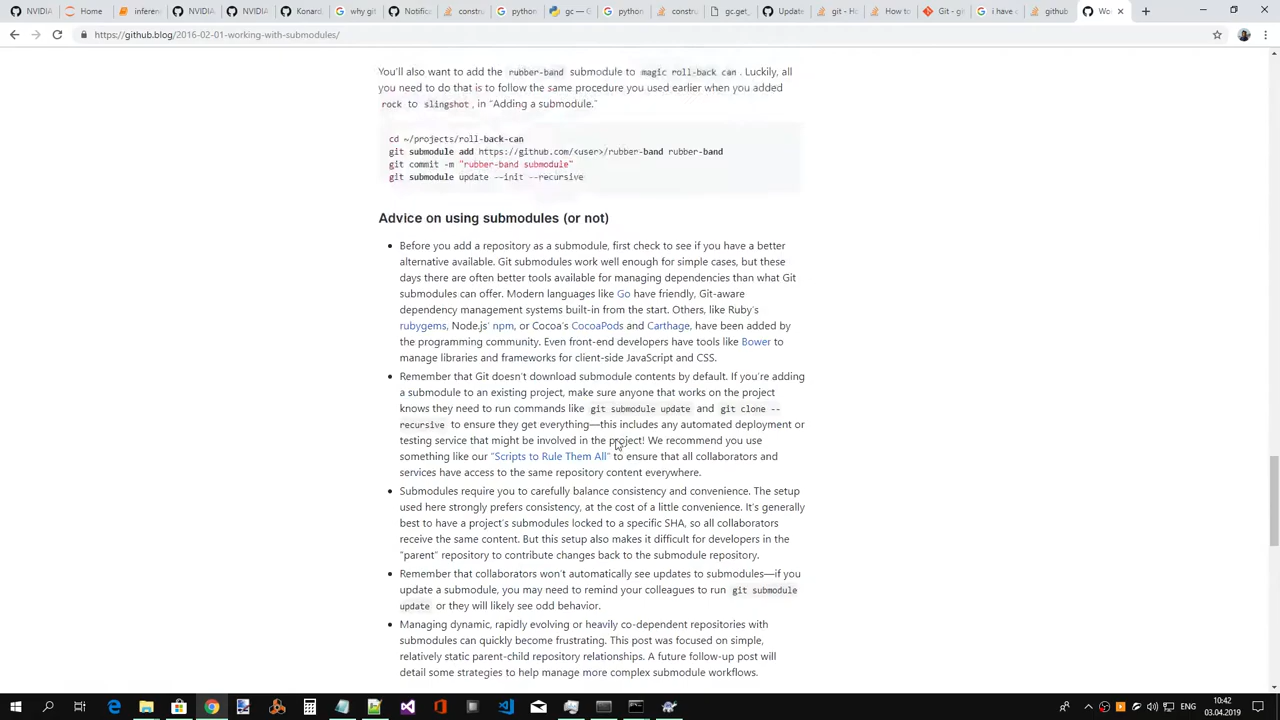 NVIDIA
Home
inferen
NVIDIA
NVIDIA
Konard
why git
Notific
constru
python
gc — G
python
constru
gc.get_
Update
git - Ho
How to
Git - git
i have c
github
Wo
https://github.blog/2016-02-01-working-with-submodules/
You'll also want to add the rubber-band submodule to magic roll-back can . Luckily, all
you need to do that is to follow the same procedure you used earlier when you added
rock to slingshot, in “Adding a submodule.”
cd ~/projects/roll-back-can
git submodule add https://github.com/<user>/rubber-band rubber-band
git commit -m "rubber-band submodule"
git submodule update --init --recursive
Advice on using submodules (or not)
Before you add a repository as a submodule, first check to see if you have a better
alternative available. Git submodules work well enough for simple cases, but these
days there are often better tools available for managing dependencies than what Git
submodules can offer. Modern languages like Go have friendly, Git-aware
dependency management systems built-in from the start. Others, like Ruby's
rubygems, Node.js' npm, or Cocoa's CocoaPods and Carthage, have been added by
the programming community. Even front-end developers have tools like Bower to
manage libraries and frameworks for client-side JavaScript and CSS.
Remember that Git doesn't download submodule contents by default. If you're adding
a submodule to an existing project, make sure anyone that works on the project
knows they need to run commands like git submodule update and git clone --
recursive to ensure they get everything—this includes any automated deployment or
testing service that might be involved in the project! We recommend you use
something like our “Scripts to Rule Them All” to ensure that all collaborators and
services have access to the same repository content everywhere.
Submodules require you to carefully balance consistency and convenience. The setup
used here strongly prefers consistency, at the cost of a little convenience. It's generally
best to have a project's submodules locked to a specific SHA, so all collaborators
receive the same content. But this setup also makes it difficult for developers in the
“parent” repository to contribute changes back to the submodule repository.
Remember that collaborators won't automatically see updates to submodules—if you
update a submodule, you may need to remind your colleagues to run git submodule
update or they will likely see odd behavior.
Managing dynamic, rapidly evolving or heavily co-dependent repositories with
submodules can quickly become frustrating. This post was focused on simple,
relatively static parent-child repository relationships. A future follow-up post will
detail some strategies to help manage more complex submodule workflows.
ENG
10:42
03.04.2019